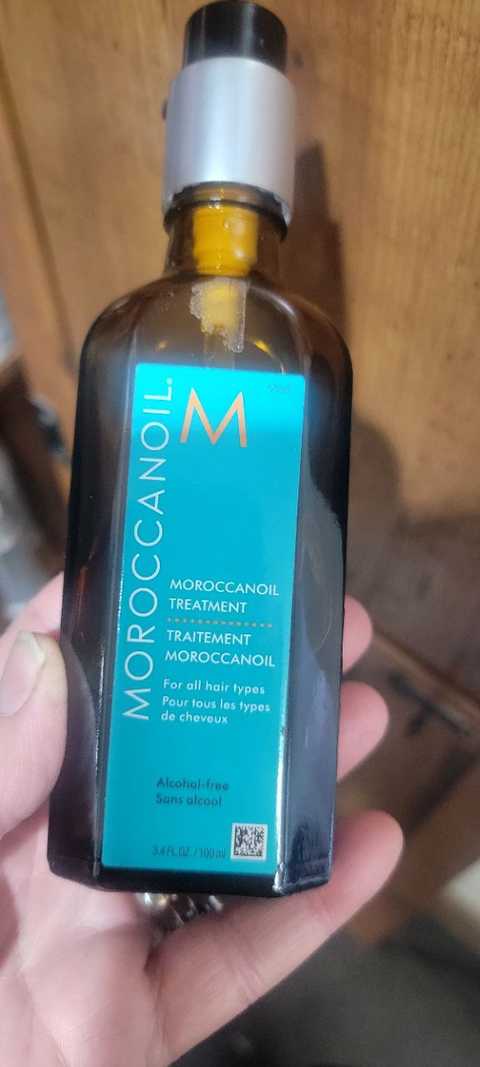 MOROCCANOIL.
M
MOROCCANOIL
TREATMENT
TRAITEMENT
MOROCCANOIL
For all hair types
Pour tous les types
de cheveux
Alcohol-free
Sans alcool
3.4 FL.OZ. / 100 ml